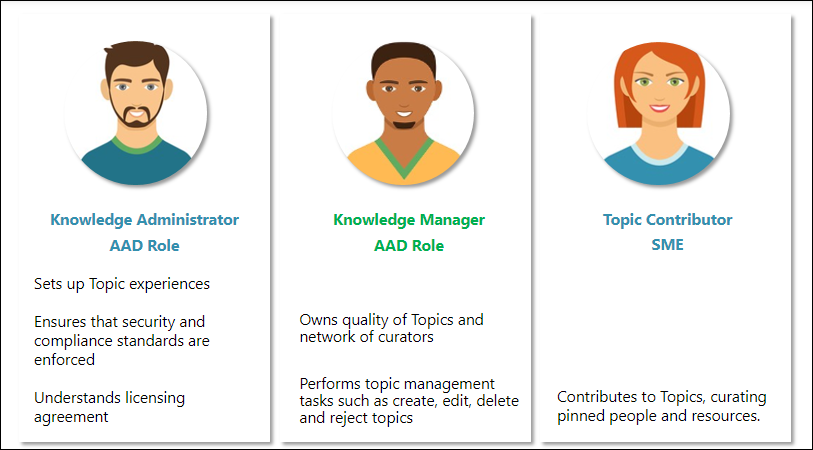 Knowledge Administrator
AAD Role
Sets up Topic experiences
Ensures that security and
compliance standards are
enforced
Understands licensing
agreement
Knowledge Manager
AAD Role
Owns quality of Topics and
network of curators
Performs topic management
tasks such as create, edit, delete
and reject topics
Topic Contributor
SME
Contributes to Topics, curating
pinned people and resources.